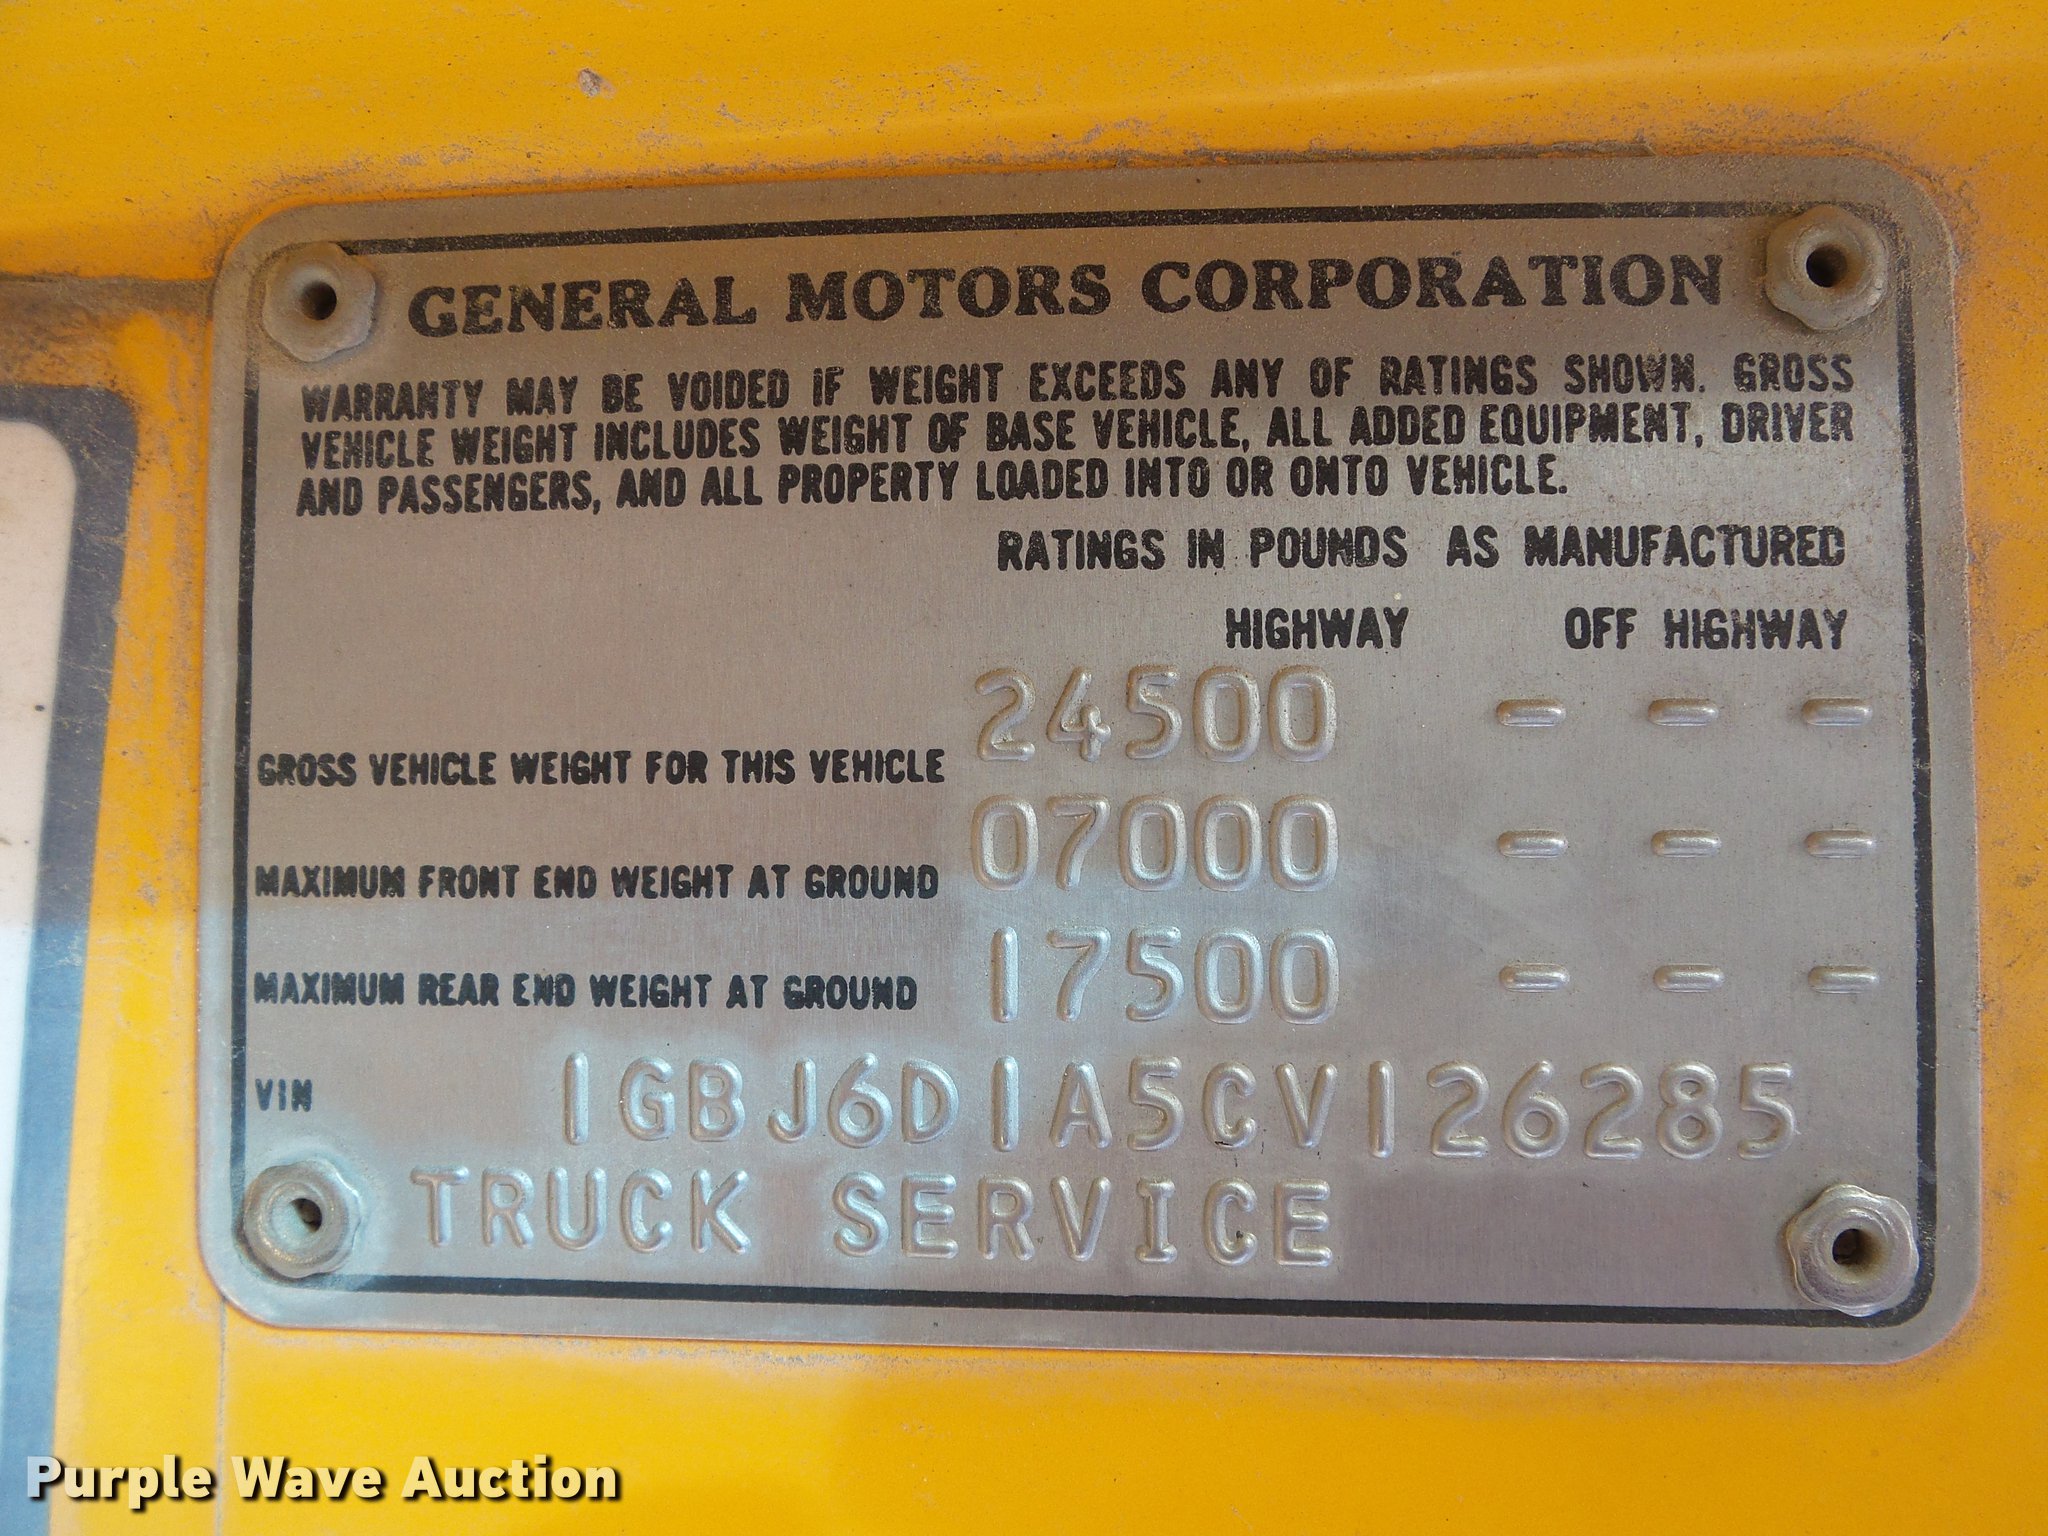 GENERAL MOTORS CORPORATION
WARRANTY MAY BE VOIDED IF WEIGHT EXCEEDS ANY OF RATINGS SHOWN. GROSS
VEHICLE WEIGHT INCLUDES WEIGHT OF BASE VEHICLE, ALL ADDED EQUIPMENT, DRIVER
AND PASSENGERS, AND ALL PROPERTY LOADED INTO OR ONTO VEHICLE.
RATINGS IN POUNDS AS MANUFACTURED
HIGHWAY OFF HIGHWAY
GROSS VEHICLE WEIGHT FOR THIS VEHICLE 24500 - - -
MAXIMUM FRONT END WEIGHT AT GROUND 07000 - - -
MAXIMUM REAR END WEIGHT AT GROUND 17500 - - -
VIN 1GBJ6D1A5CV126285
TRUCK SERVICE
Purple Wave Auction